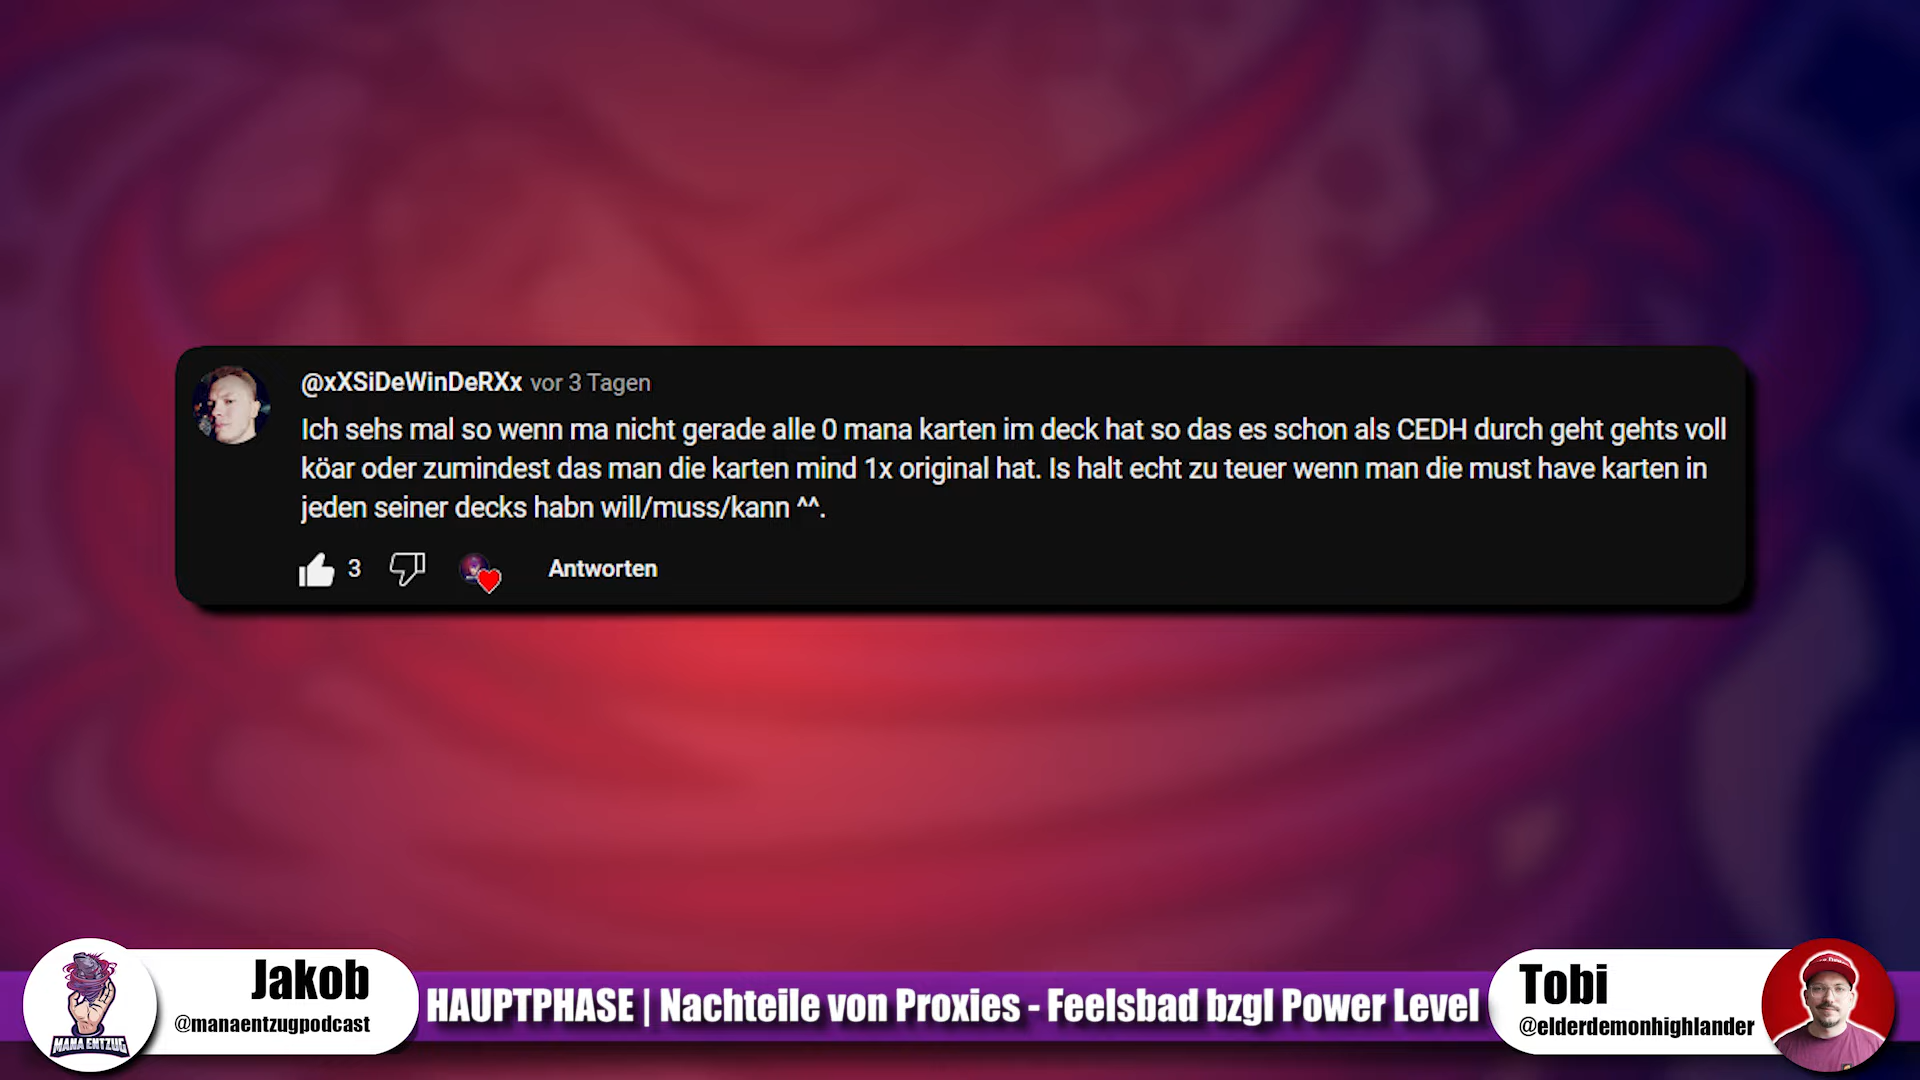 @xXSiDeWinDeRXx vor 3 Tagen
Ich sehs mal so wenn ma nicht gerade alle 0 mana karten im deck hat so das es schon als CEDH durch geht gehts voll
köar oder zumindest das man die karten mind 1x original hat. Is halt echt zu teuer wenn man die must have karten in
jeden seiner decks habn will/muss/kann ^^.
3 Antworten
Jakob
@manaentzugpodcast
MANA ENTZUG
HAUPTPHASE | Nachteile von Proxies - Feelsbad bzgl Power Level
Tobi
@elderdemonhighlander